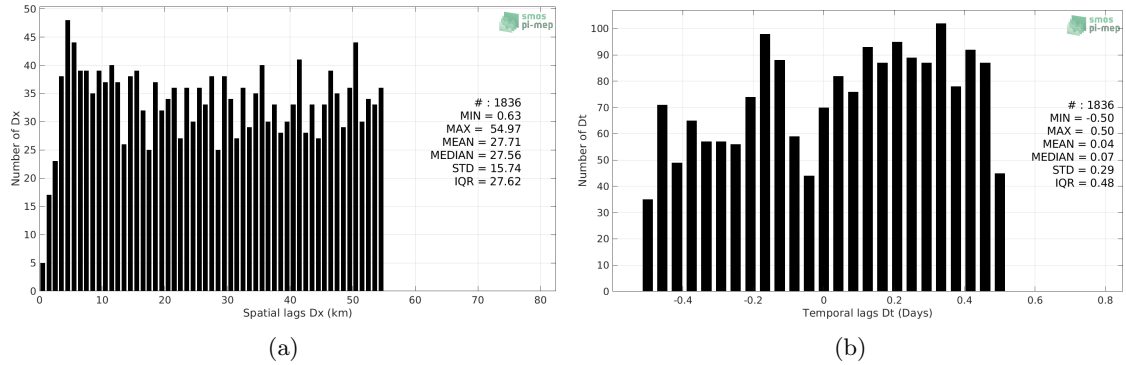 50
45
40
35
30
25
20
15
10
5
0
Number of Dx
0 10 20 30 40 50 60 70 80
Spatial lags Dx (km)
smos
pi-mep
# : 1836
MIN = 0.63
MAX = 54.97
MEAN = 27.71
MEDIAN = 27.56
STD = 15.74
IQR = 27.62
(a)
100
90
80
70
60
50
40
30
20
10
0
Number of Dt
-0.4 -0.2 0 0.2 0.4 0.6 0.8
Temporal lags Dt (Days)
smos
pi-mep
# : 1836
MIN = -0.50
MAX = 0.50
MEAN = 0.04
MEDIAN = 0.07
STD = 0.29
IQR = 0.48
(b)